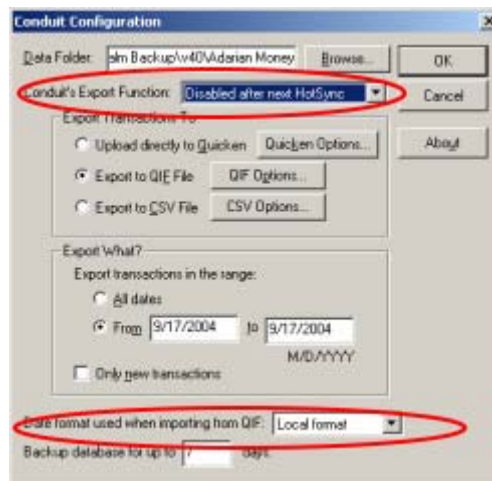 Conduit Configuration
Data Folder: alm Backup\w40\Adarian Money Browse... OK
Conduit's Export Function: Disabled after next HotSync Cancel
Export Transactions To About
Upload directly to Quicken Quicken Options...
Export to QIF File QIF Options...
Export to CSV File CSV Options...
Export What?
Export transactions in the range:
All dates
From 9/17/2004 to 9/17/2004
M/D/YYYY
Only new transactions
Date format used when importing from QIF: Local format
Backup database for up to 7 days